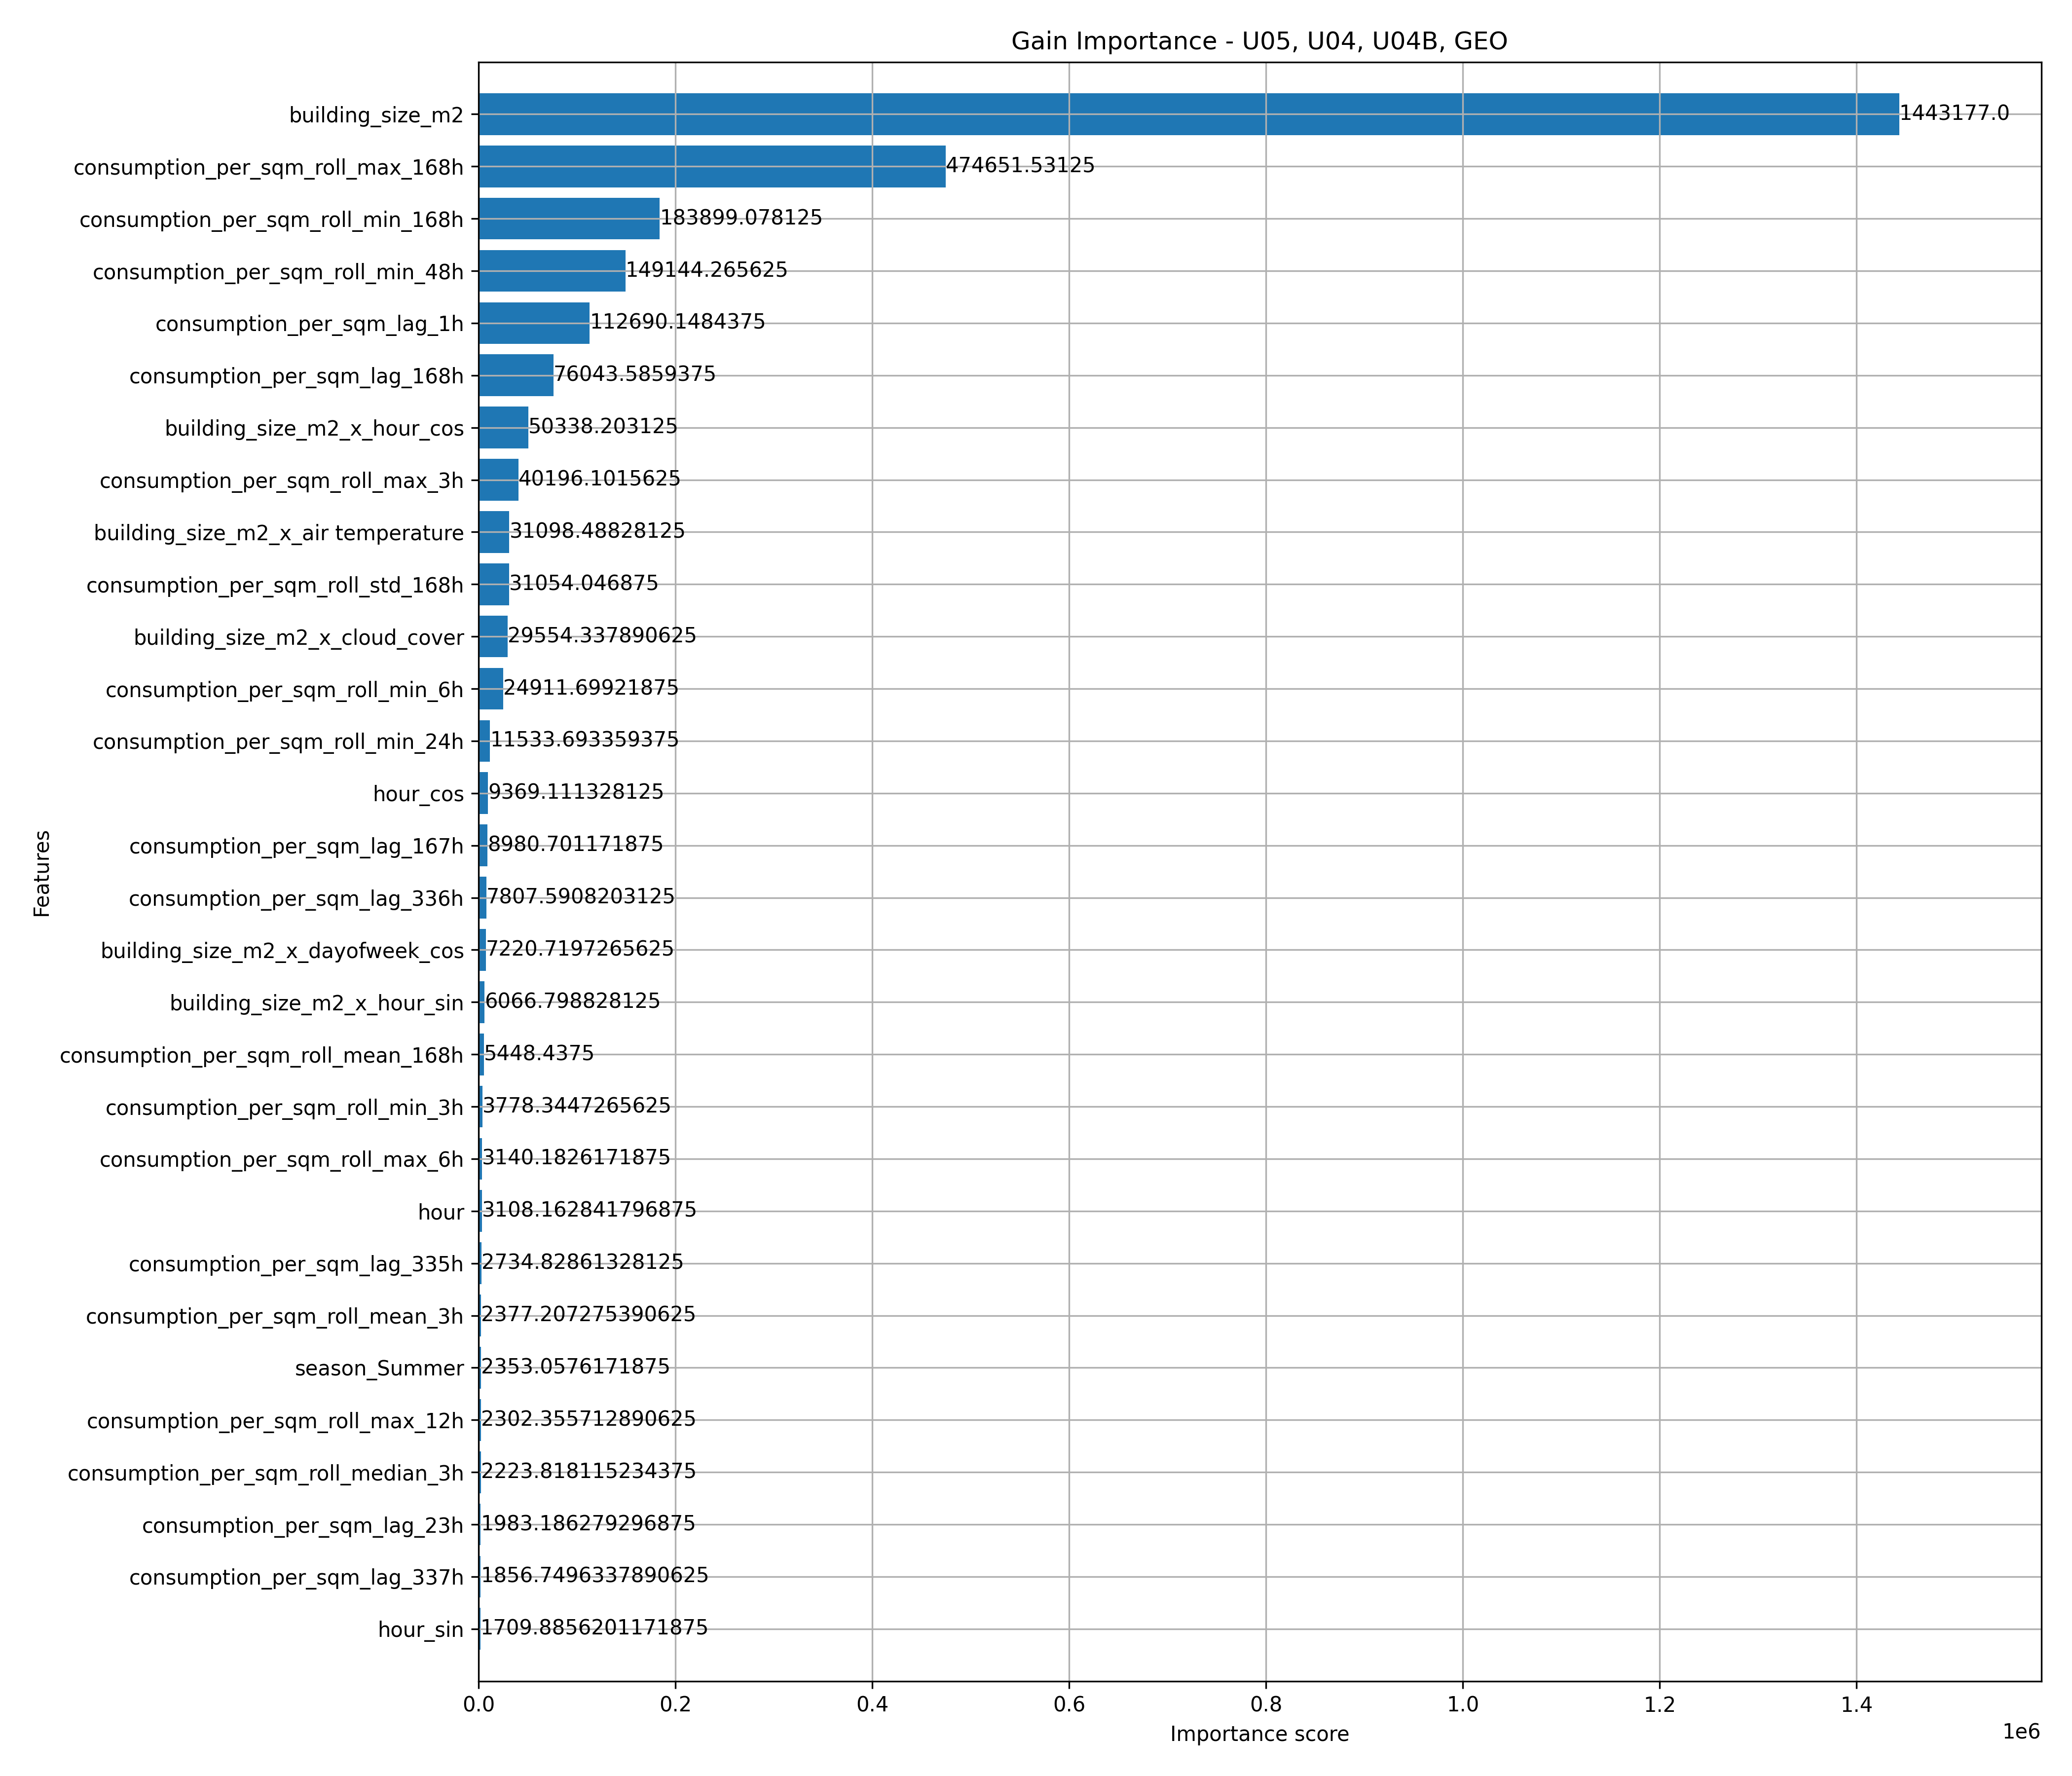 Gain Importance - U05, U04, U04B, GEO
building_size_m2 1443177.0
consumption_per_sqm_roll_max_168h 474651.53125
consumption_per_sqm_roll_min_168h 183899.078125
consumption_per_sqm_roll_min_48h 149144.265625
consumption_per_sqm_lag_1h 112690.1484375
consumption_per_sqm_lag_168h 76043.5859375
building_size_m2_x_hour_cos 50338.203125
consumption_per_sqm_roll_max_3h 40196.1015625
building_size_m2_x_air temperature 31098.48828125
consumption_per_sqm_roll_std_168h 31054.046875
building_size_m2_x_cloud_cover 29554.337890625
consumption_per_sqm_roll_min_6h 24911.69921875
consumption_per_sqm_roll_min_24h 11533.693359375
hour_cos 9369.111328125
consumption_per_sqm_lag_167h 8980.701171875
consumption_per_sqm_lag_336h 7807.5908203125
building_size_m2_x_dayofweek_cos 7220.7197265625
building_size_m2_x_hour_sin 6066.798828125
consumption_per_sqm_roll_mean_168h 5448.4375
consumption_per_sqm_roll_min_3h 3778.3447265625
consumption_per_sqm_roll_max_6h 3140.1826171875
hour 3108.162841796875
consumption_per_sqm_lag_335h 2734.82861328125
consumption_per_sqm_roll_mean_3h 2377.207275390625
season_Summer 2353.0576171875
consumption_per_sqm_roll_max_12h 2302.355712890625
consumption_per_sqm_roll_median_3h 2223.818115234375
consumption_per_sqm_lag_23h 1983.186279296875
consumption_per_sqm_lag_337h 1856.7496337890625
hour_sin 1709.8856201171875
Features
0.0 0.2 0.4 0.6 0.8 1.0 1.2 1.4
Importance score
1e6